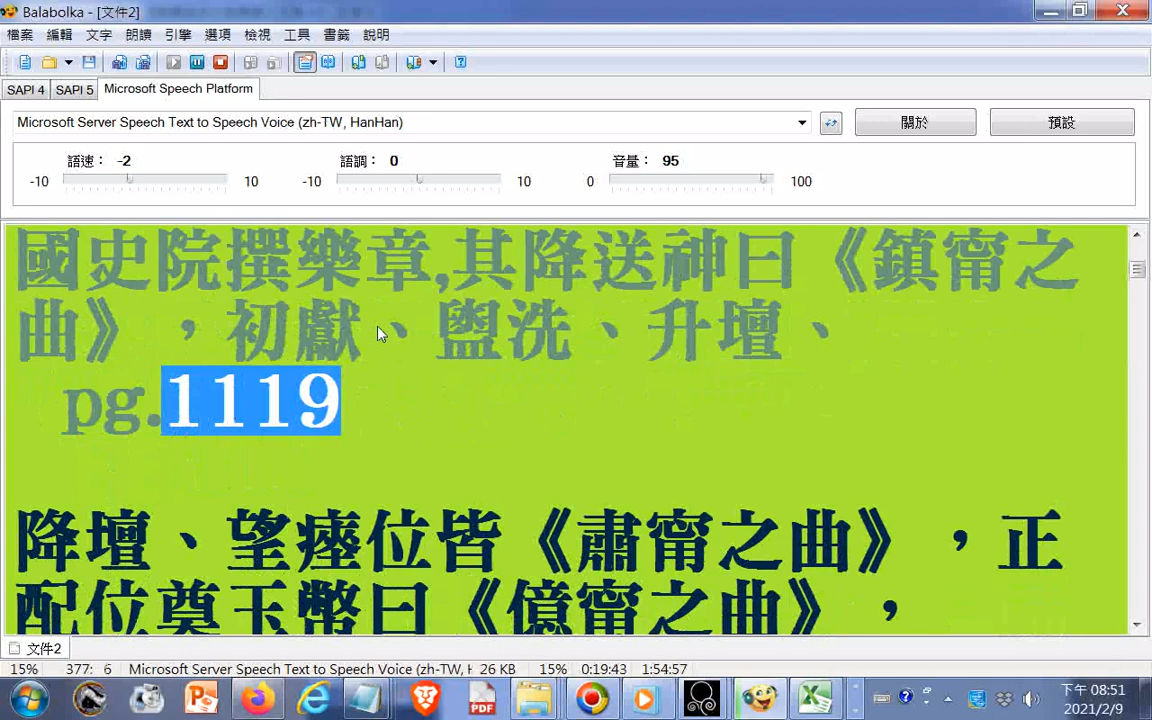 Balabolka - [文件2]
檔案 編輯 文字 朗讀 引擎 選項 檢視 工具 書籤 說明
SAPI 4 SAPI 5 Microsoft Speech Platform
Microsoft Server Speech Text to Speech Voice (zh-TW, HanHan) 關於 預設
語速： -2 語調： 0 音量： 95
-10 10 -10 10 0 100
國史院撰樂章,其降送神曰《鎮甯之
曲》，初獻、盥洗、升壇、
pg.1119
降壇、望瘞位皆《肅甯之曲》，正
配位奠玉幣曰《億甯之曲》，
文件2
15% 377: 6 Microsoft Server Speech Text to Speech Voice (zh-TW, H 26 KB 15% 0:19:43 1:54:57
PDF
下午 08:51
2021/2/9